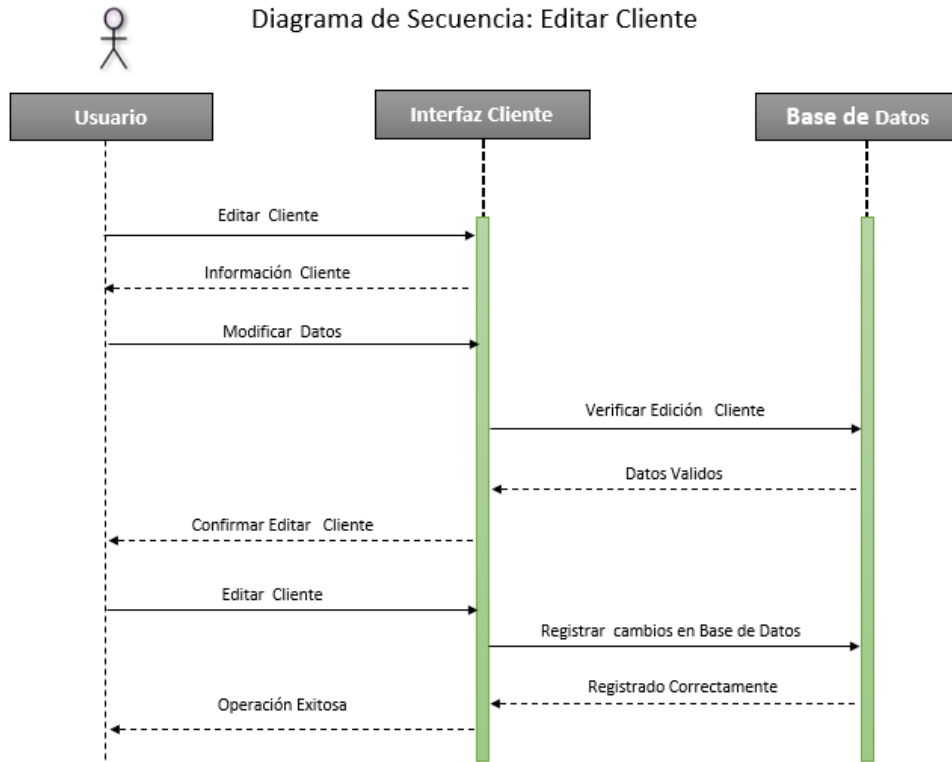 Diagrama de Secuencia: Editar Cliente
Usuario
Interfaz Cliente
Base de Datos
Editar Cliente
Información Cliente
Modificar Datos
Verificar Edición Cliente
Datos Validos
Confirmar Editar Cliente
Editar Cliente
Registrar cambios en Base de Datos
Registrado Correctamente
Operación Exitosa